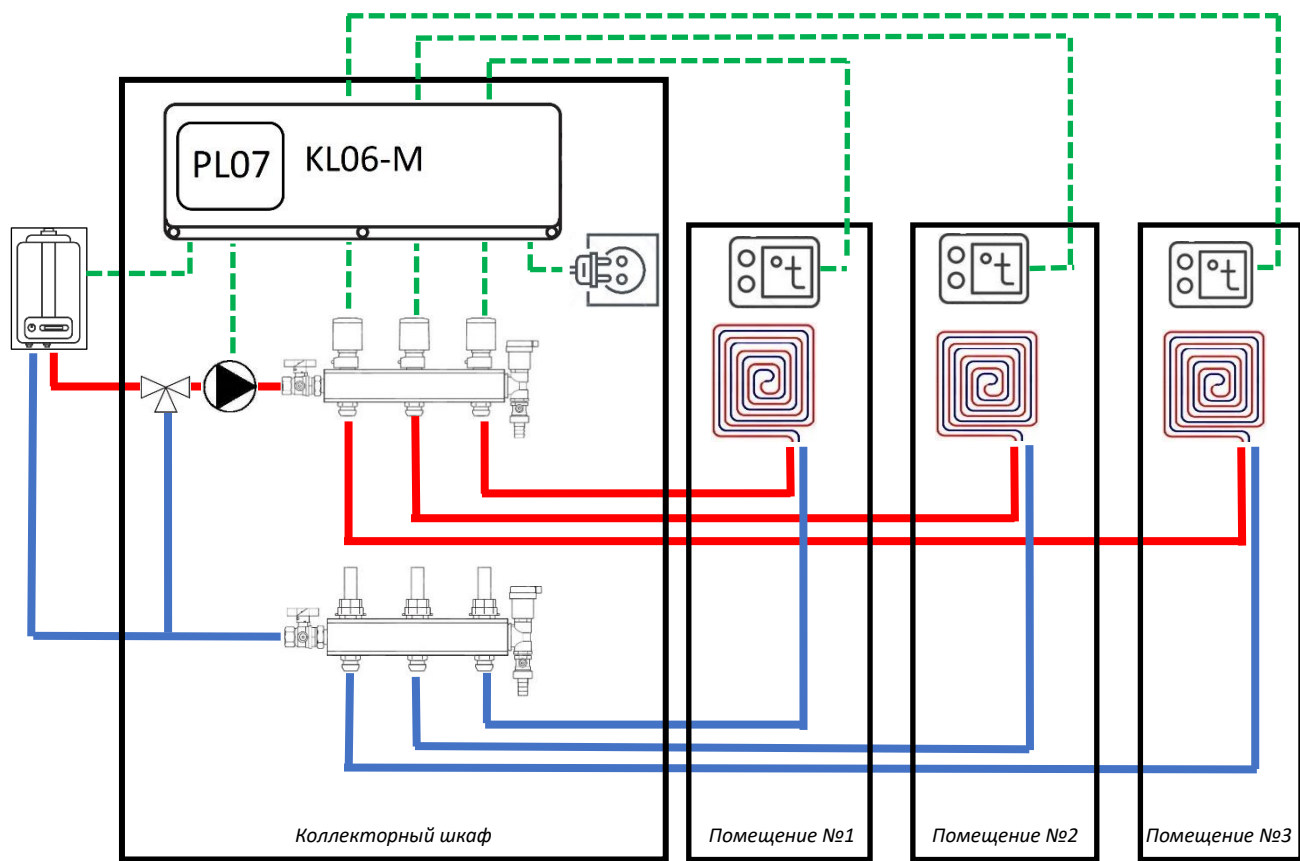 PL07 KL06-M
°t °t °t
Коллекторный шкаф Помещение №1 Помещение №2 Помещение №3